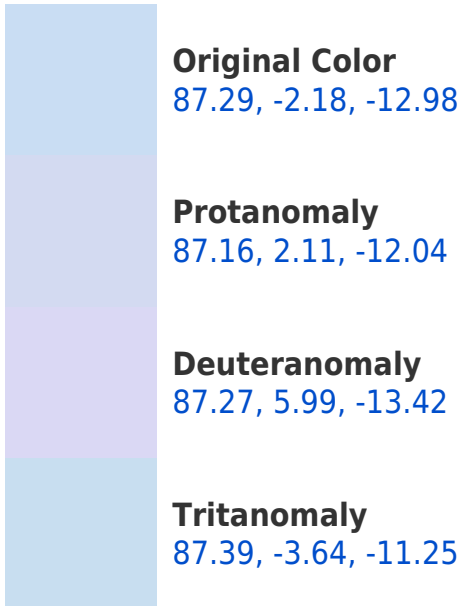 Original Color
87.29, -2.18, -12.98
Protanomaly
87.16, 2.11, -12.04
Deuteranomaly
87.27, 5.99, -13.42
Tritanomaly
87.39, -3.64, -11.25